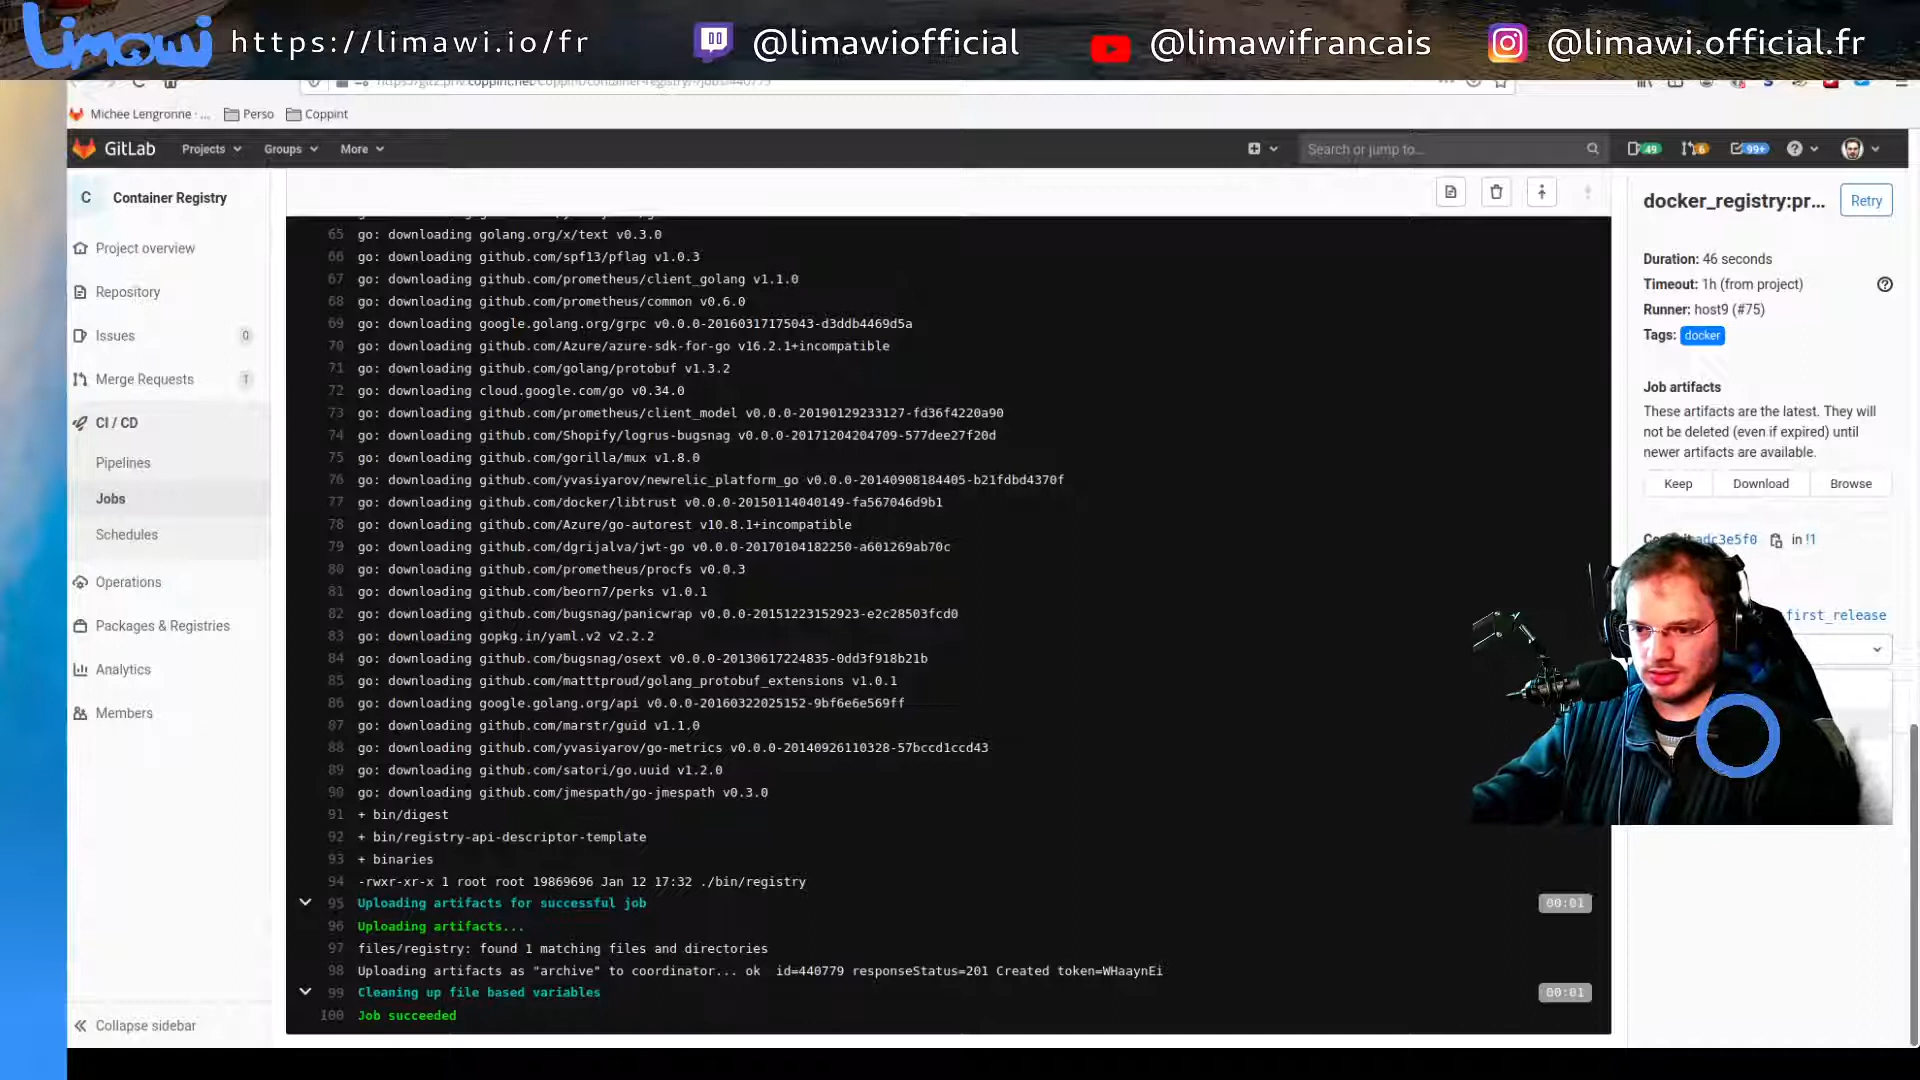 Limawi https://limawi.io/fr @limawiofficial @limawifrancais @limawi.official.fr
Michee Lengronne · ... Perso Coppint
GitLab Projects Groups More Search or jump to... 49 6 99+
C Container Registry
Project overview
Repository
Issues 0
Merge Requests 1
CI / CD
Pipelines
Jobs
Schedules
Operations
Packages & Registries
Analytics
Members
Collapse sidebar
65 go: downloading golang.org/x/text v0.3.0
66 go: downloading github.com/spf13/pflag v1.0.3
67 go: downloading github.com/prometheus/client_golang v1.1.0
68 go: downloading github.com/prometheus/common v0.6.0
69 go: downloading google.golang.org/grpc v0.0.0-20160317175043-d3ddb4469d5a
70 go: downloading github.com/Azure/azure-sdk-for-go v16.2.1+incompatible
71 go: downloading github.com/golang/protobuf v1.3.2
72 go: downloading cloud.google.com/go v0.34.0
73 go: downloading github.com/prometheus/client_model v0.0.0-20190129233127-fd36f4220a90
74 go: downloading github.com/Shopify/logrus-bugsnag v0.0.0-20171204204709-577dee27f20d
75 go: downloading github.com/gorilla/mux v1.8.0
76 go: downloading github.com/yvasiyarov/newrelic_platform_go v0.0.0-20140908184405-b21fdbd4370f
77 go: downloading github.com/docker/libtrust v0.0.0-20150114040149-fa567046d9b1
78 go: downloading github.com/Azure/go-autorest v10.8.1+incompatible
79 go: downloading github.com/dgrijalva/jwt-go v0.0.0-20170104182250-a601269ab70c
80 go: downloading github.com/prometheus/procfs v0.0.3
81 go: downloading github.com/beorn7/perks v1.0.1
82 go: downloading github.com/bugsnag/panicwrap v0.0.0-20151223152923-e2c28503fcd0
83 go: downloading gopkg.in/yaml.v2 v2.2.2
84 go: downloading github.com/bugsnag/osext v0.0.0-20130617224835-0dd3f918b21b
85 go: downloading github.com/matttproud/golang_protobuf_extensions v1.0.1
86 go: downloading google.golang.org/api v0.0.0-20160322025152-9bf6e6e569ff
87 go: downloading github.com/marstr/guid v1.1.0
88 go: downloading github.com/yvasiyarov/go-metrics v0.0.0-20140926110328-57bccd1ccd43
89 go: downloading github.com/satori/go.uuid v1.2.0
90 go: downloading github.com/jmespath/go-jmespath v0.3.0
91 + bin/digest
92 + bin/registry-api-descriptor-template
93 + binaries
94 -rwxr-xr-x 1 root root 19869696 Jan 12 17:32 ./bin/registry
95 Uploading artifacts for successful job 00:01
96 Uploading artifacts...
97 files/registry: found 1 matching files and directories
98 Uploading artifacts as "archive" to coordinator... ok id=440779 responseStatus=201 Created token=WHaaynEi
99 Cleaning up file based variables 00:01
100 Job succeeded
docker_registry:pr... Retry
Duration: 46 seconds
Timeout: 1h (from project)
Runner: host9 (#75)
Tags: docker
Job artifacts
These artifacts are the latest. They will
not be deleted (even if expired) until
newer artifacts are available.
Keep Download Browse
adc3e5f0 in !1
first_release